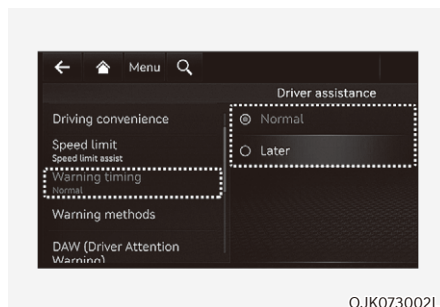 Menu
Driver assistance
Driving convenience
Speed limit
Speed limit assist
Warning timing
Normal
Warning methods
DAW (Driver Attention
Warning)
Normal
Later
OJK073002L